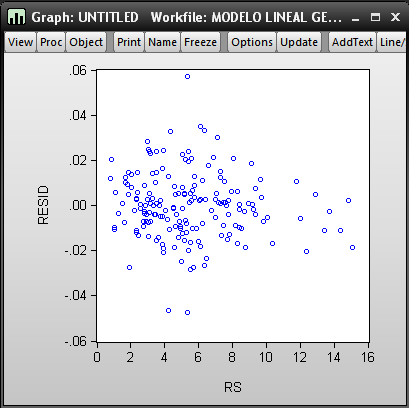 Graph: UNTITLED Workfile: MODELO LINEAL GE...
View Proc Object Print Name Freeze Options Update AddText Line/
.06
.04
.02
.00
-.02
-.04
-.06
RESID
0 2 4 6 8 10 12 14 16
RS